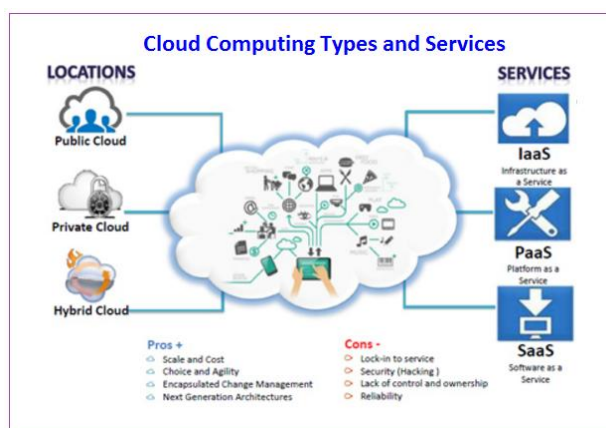 Cloud Computing Types and Services
LOCATIONS
SERVICES
Public Cloud
Private Cloud
Hybrid Cloud
IaaS
Infrastructure as
a Service
PaaS
Platform as a
Service
SaaS
Software as a
Service
Pros +
Scale and Cost
Choice and Agility
Encapsulated Change Management
Next Generation Architectures
Cons -
Lock-in to service
Security (Hacking )
Lack of control and ownership
Reliability